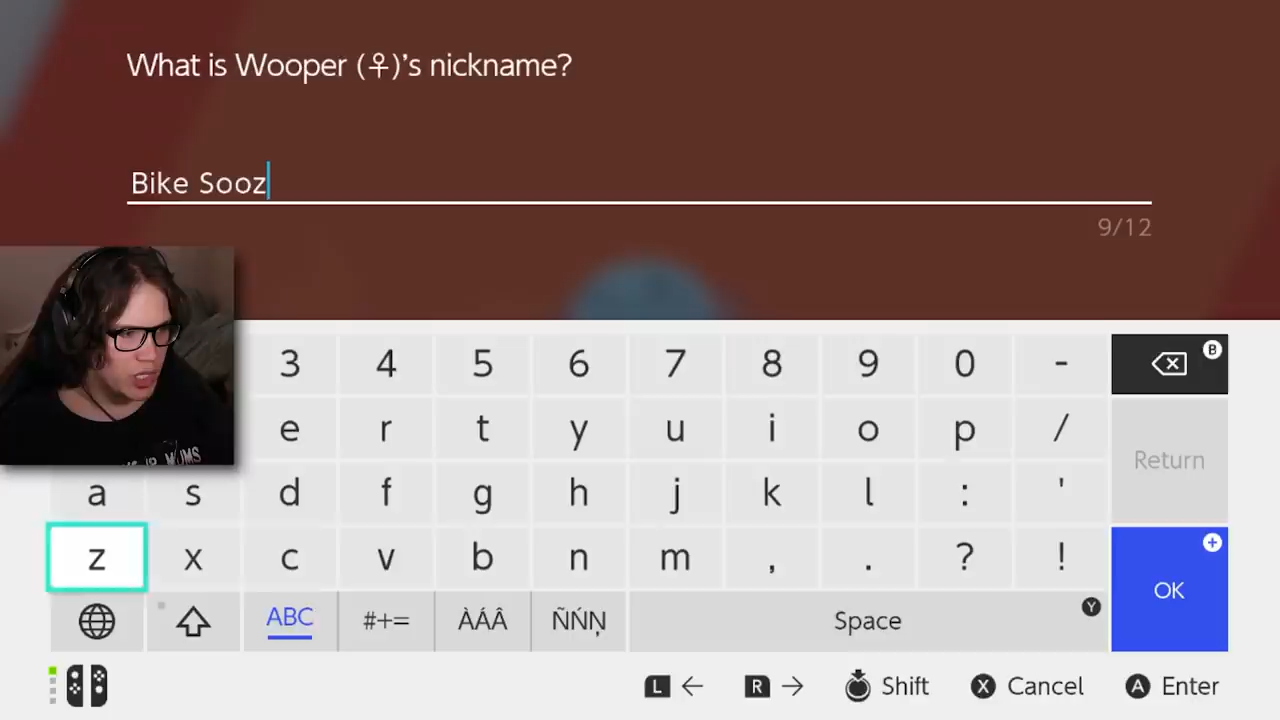 What is Wooper (♀)'s nickname?
Bike Sooz
9/12
3 4 5 6 7 8 9 0 - B
e r t y u i o p / Return
a s d f g h j k l : '
z x c v b n m , . ? ! OK +
ABC #+= ÀÁÂ ÑŃŅ Space Y
L ← R → Shift X Cancel A Enter